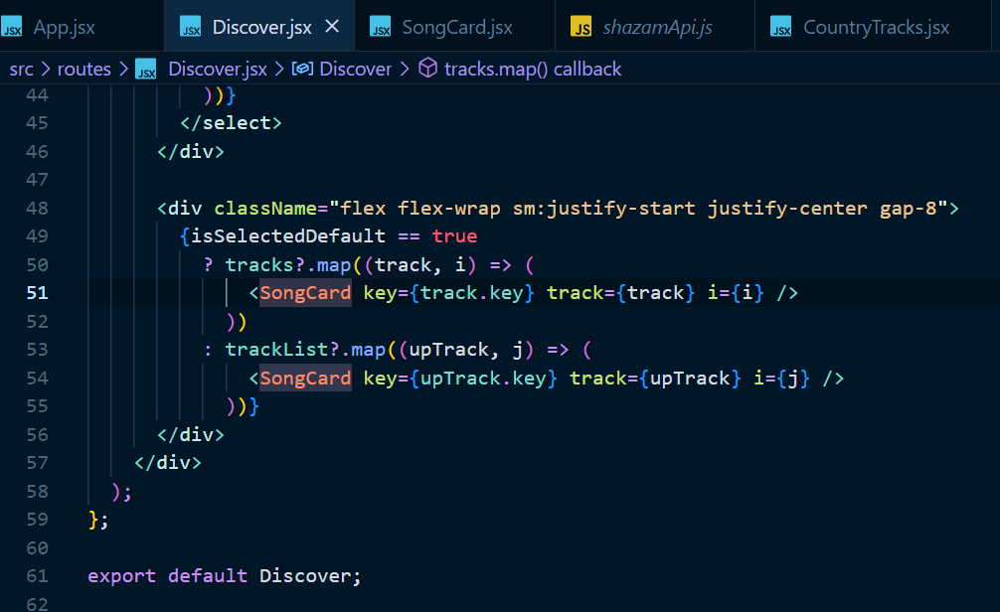 JSX App.jsx JSX Discover.jsx JSX SongCard.jsx JS shazamApi.js JSX CountryTracks.jsx
src > routes > JSX Discover.jsx > Discover > tracks.map() callback
44 ))}
45 </select>
46 </div>
47
48 <div className="flex flex-wrap sm:justify-start justify-center gap-8">
49 {isSelectedDefault == true
50 ? tracks?.map((track, i) => (
51 <SongCard key={track.key} track={track} i={i} />
52 ))
53 : trackList?.map((upTrack, j) => (
54 <SongCard key={upTrack.key} track={upTrack} i={j} />
55 ))}
56 </div>
57 </div>
58 );
59 };
60
61 export default Discover;
62